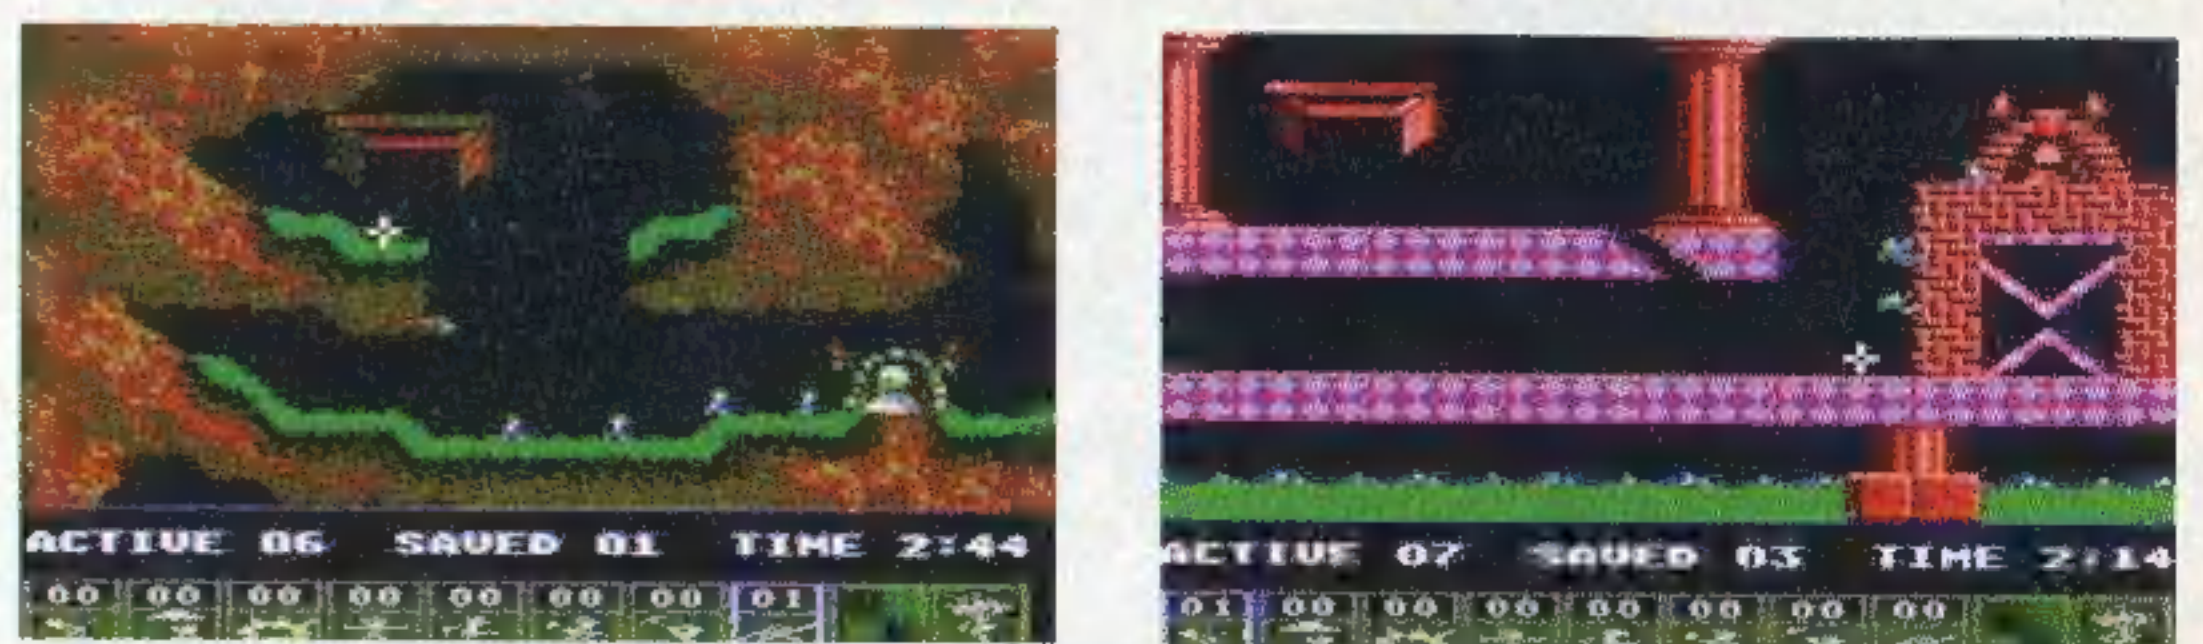 ACTIVE 06 SAVED 01 TIME 2:44
00 00 00 00 00 00 00 01
ACTIVE 07 SAVED 03 TIME 2:14
01 00 00 00 00 00 00 00